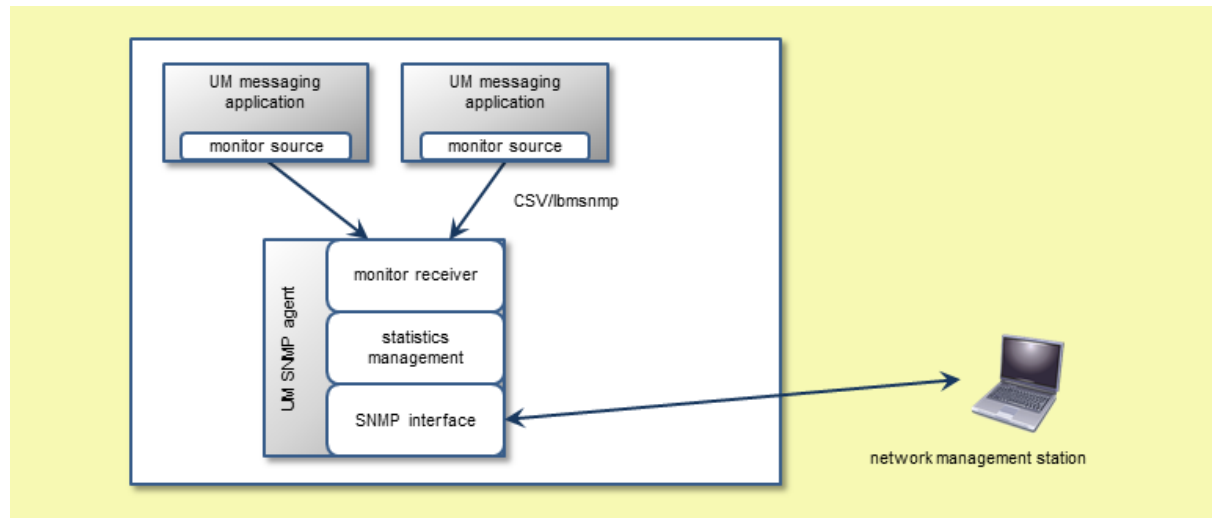 UM messaging
application
monitor source
UM messaging
application
monitor source
CSV/lbmsnmp
UM SNMP agent
monitor receiver
statistics
management
SNMP interface
network management station